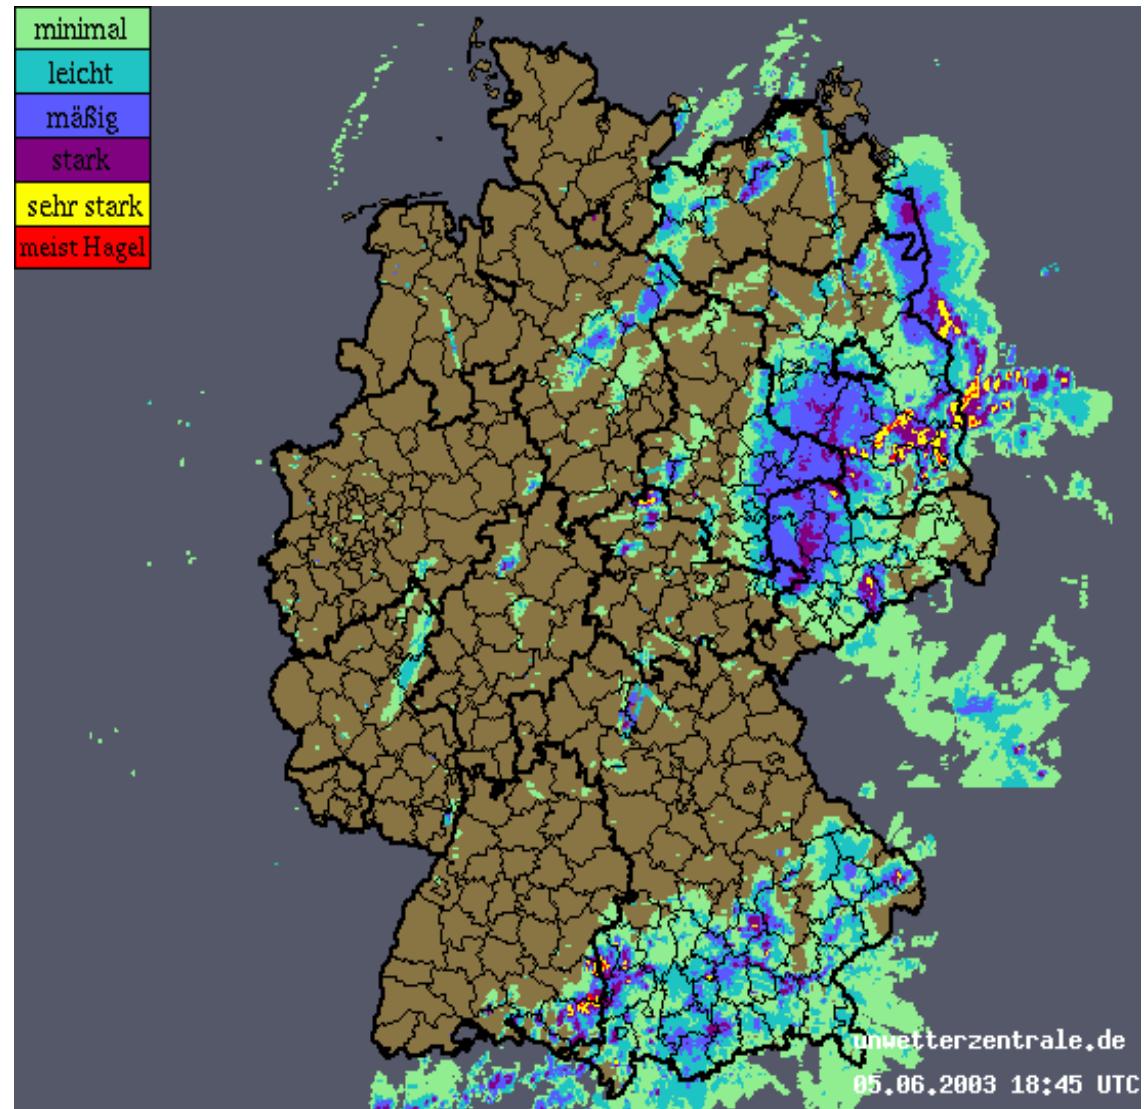 minimal
leicht
mäßig
stark
sehr stark
meist Hagel
unwetterzentrale.de
05.06.2003 18:45 UTC